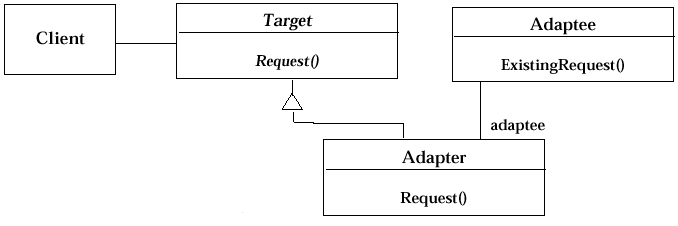 Client
Target
Request()
Adaptee
ExistingRequest()
adaptee
Adapter
Request()